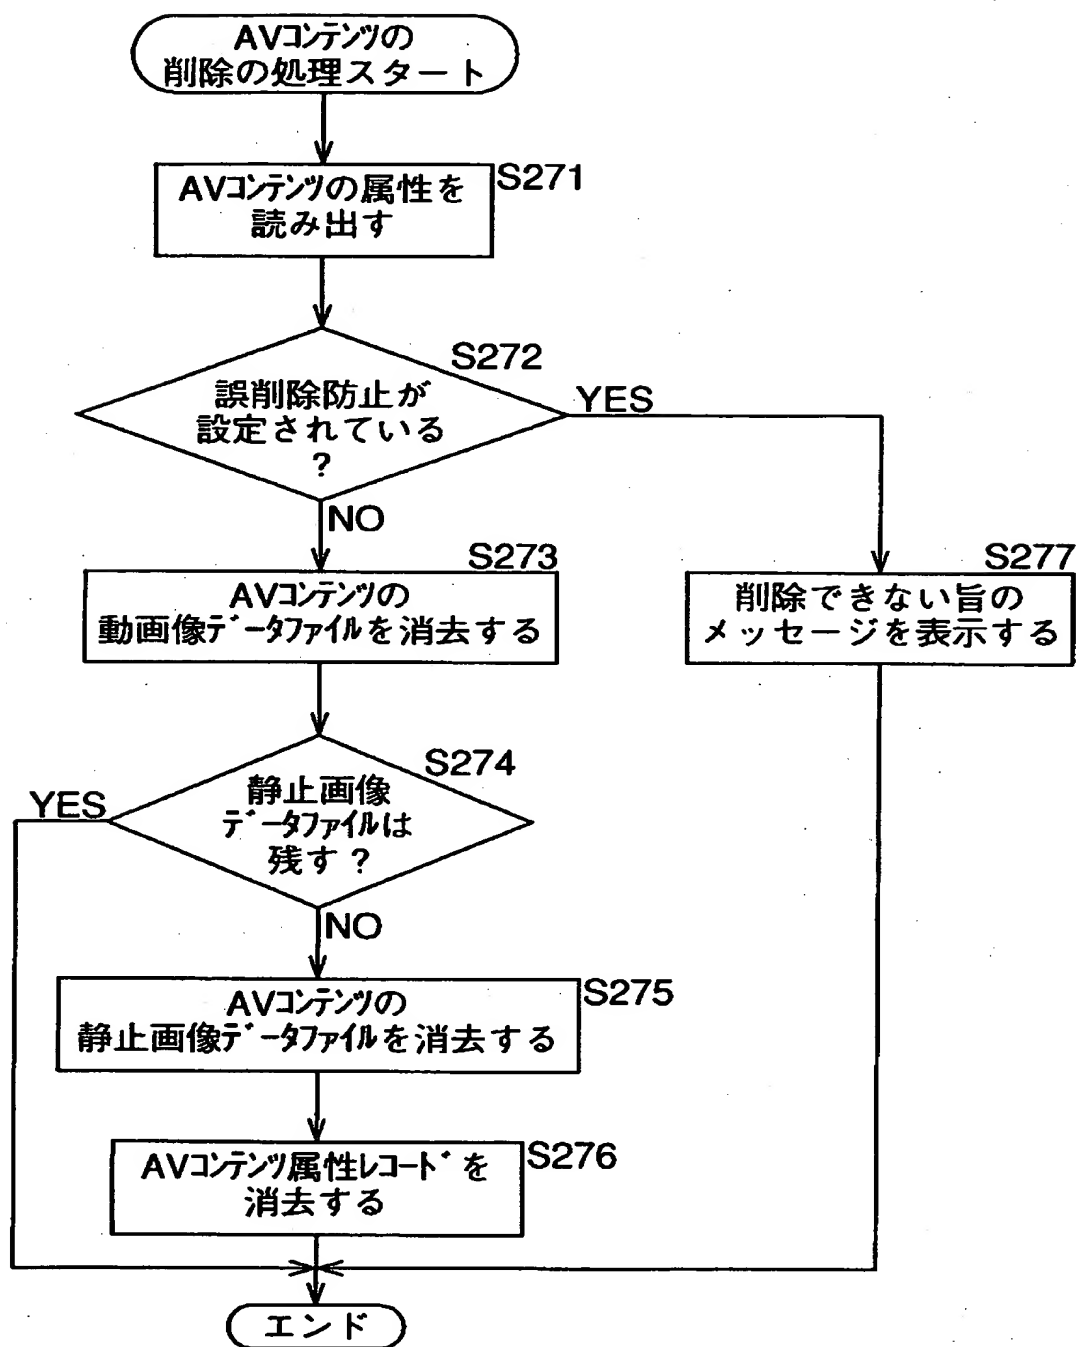 AVコンテンツの
削除の処理スタート
AVコンテンツの属性を
読み出す
S271
誤削除防止が
設定されている
?
S272
YES
NO
AVコンテンツの
動画像データファイルを消去する
S273
削除できない旨の
メッセージを表示する
S277
静止画像
データファイルは
残す?
S274
YES
NO
AVコンテンツの
静止画像データファイルを消去する
S275
AVコンテンツ属性レコードを
消去する
S276
エンド